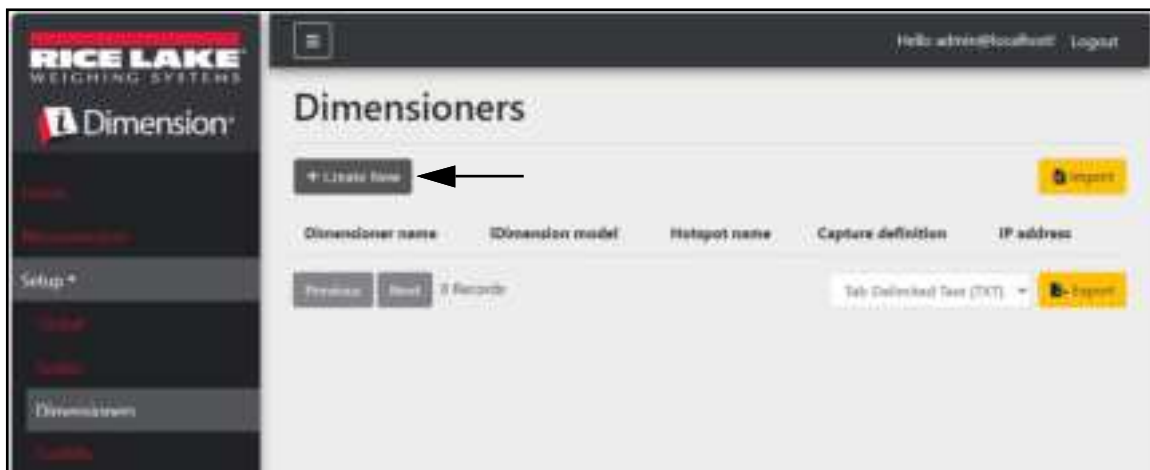 RICE LAKE
WEIGHING SYSTEMS
iDimension
Hello admin@localhost! Logout
Dimensioners
+ Create New
Import
Dimensioner name iDimension model Hotspot name Capture definition IP address
Setup
Previous Next 0 Records
Tab Delimited Text (TXT) Export
Dimensioners